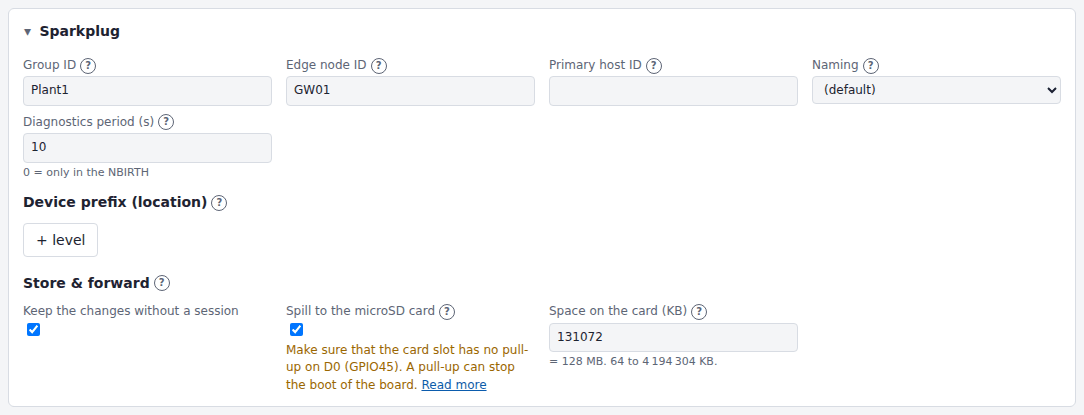 ▼ Sparkplug
Group ID ?
Edge node ID ?
Primary host ID ?
Naming ?
Plant1
GW01
(default)
Diagnostics period (s) ?
10
0 = only in the NBIRTH
Device prefix (location) ?
+ level
Store & forward ?
Keep the changes without a session
Spill to the microSD card ?
Space on the card (KB) ?
131072
Make sure that the card slot has no pull-
up on D0 (GPIO45). A pull-up can stop
the boot of the board. Read more
= 128 MB. 64 to 4 194 304 KB.